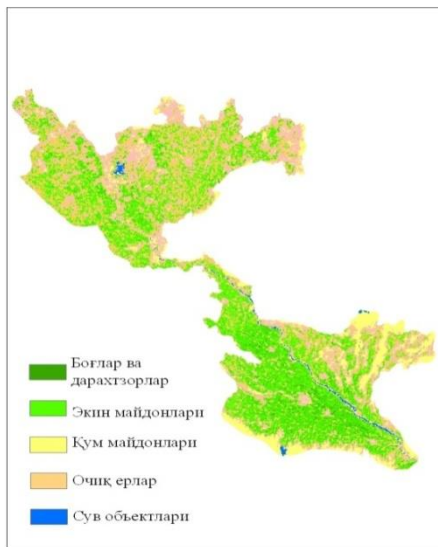 Боғлар ва
дарахтзорлар
Экин майдонлари
Қум майдонлари
Очиқ ерлар
Сув объектлари